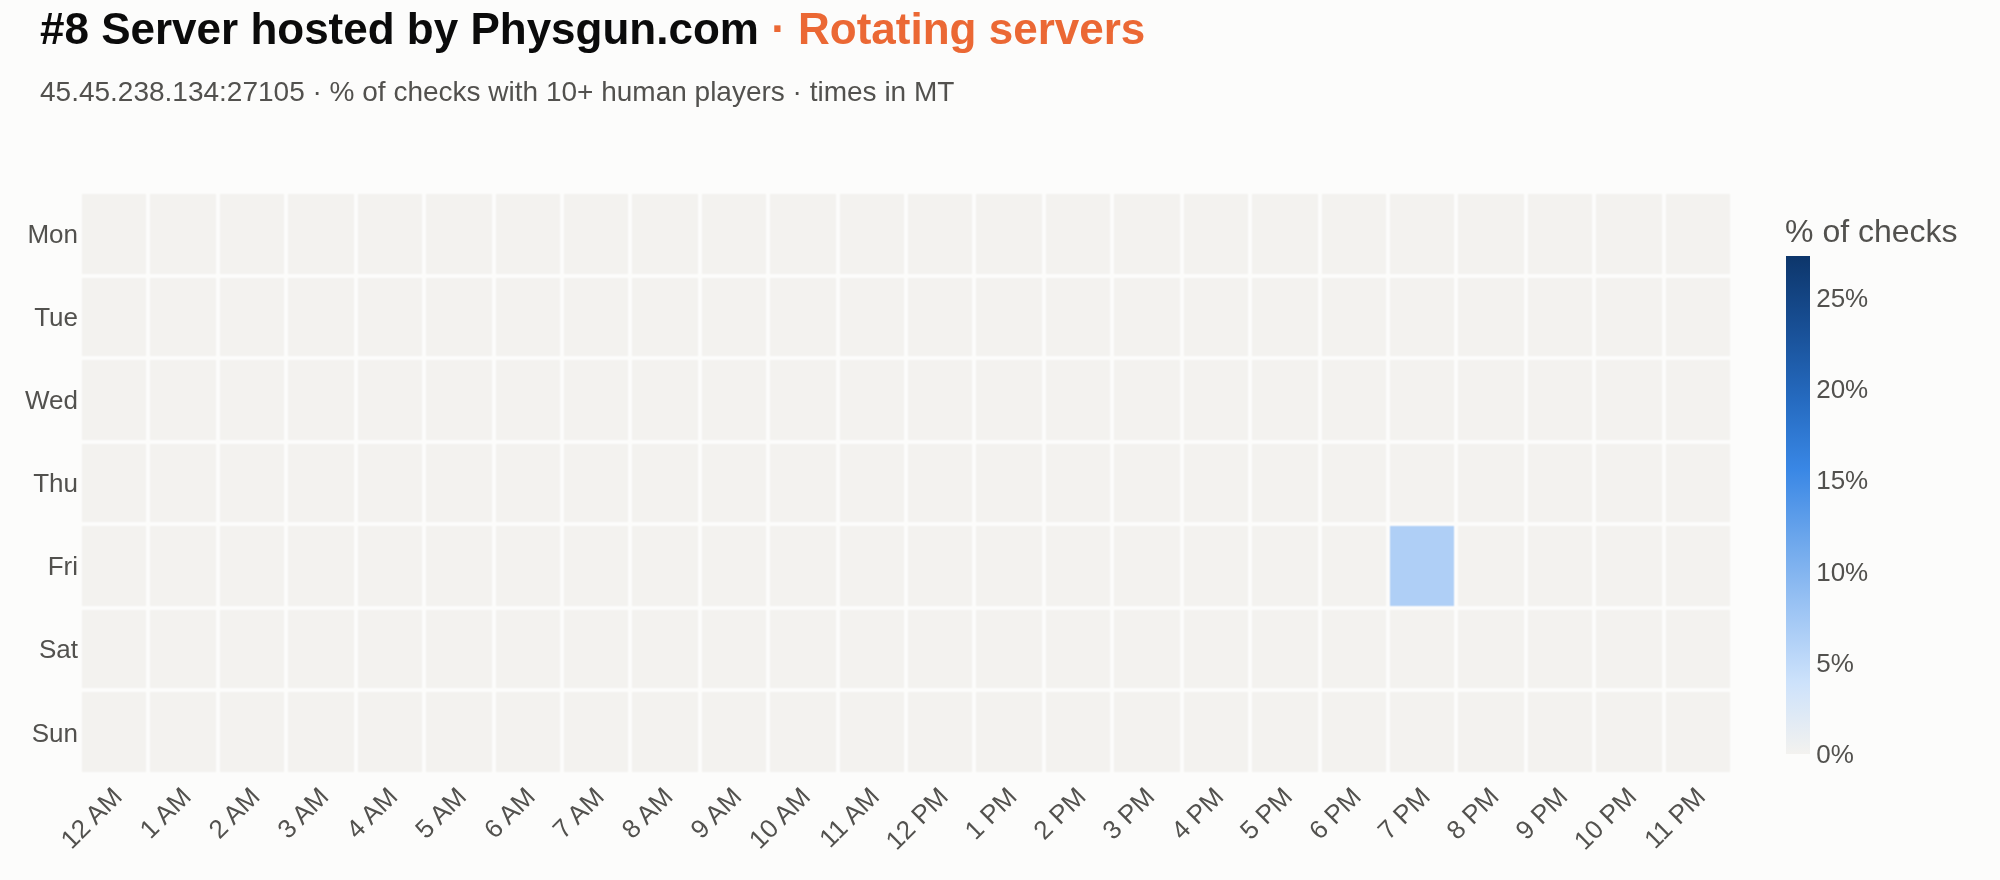 #8 Server hosted by Physgun.com · Rotating servers
45.45.238.134:27105 · % of checks with 10+ human players · times in MT
% of checks
Mon
Tue
Wed
Thu
Fri
Sat
Sun
25%
20%
15%
10%
5%
0%
12 AM
1 AM
2 AM
3 AM
4 AM
5 AM
6 AM
7 AM
8 AM
9 AM
10 AM
11 AM
12 PM
1 PM
2 PM
3 PM
4 PM
5 PM
6 PM
7 PM
8 PM
9 PM
10 PM
11 PM